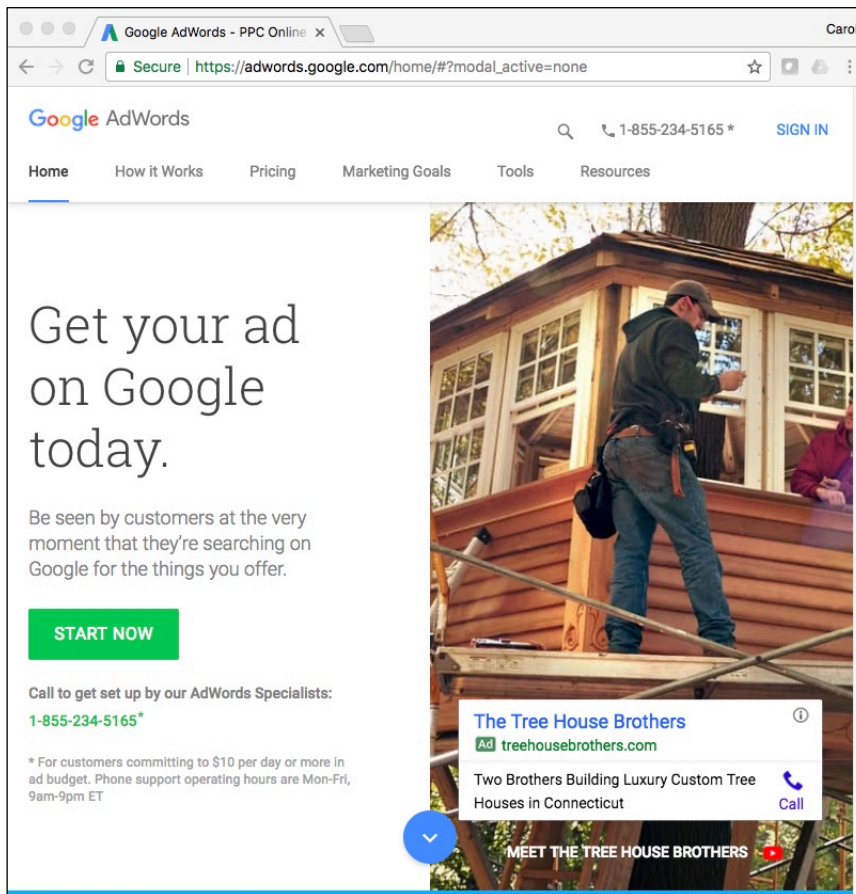 Google AdWords - PPC Online
Carol
Secure | https://adwords.google.com/home/#?modal_active=none
Google AdWords
1-855-234-5165 *
SIGN IN
Home How it Works Pricing Marketing Goals Tools Resources
Get your ad
on Google
today.
Be seen by customers at the very
moment that they're searching on
Google for the things you offer.
START NOW
Call to get set up by our AdWords Specialists:
1-855-234-5165*
* For customers committing to $10 per day or more in
ad budget. Phone support operating hours are Mon-Fri,
9am-9pm ET
The Tree House Brothers
Ad treehousebrothers.com
Two Brothers Building Luxury Custom Tree
Houses in Connecticut
Call
MEET THE TREE HOUSE BROTHERS